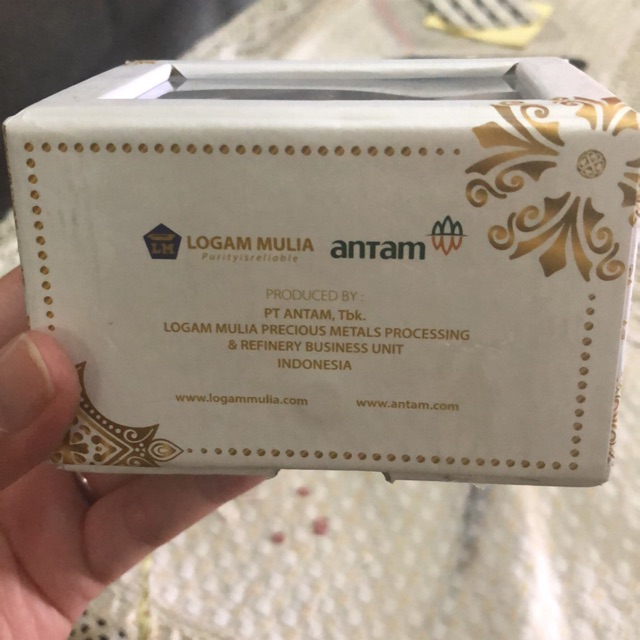 LM LOGAM MULIA antam
Purityisreliable
PRODUCED BY :
PT ANTAM, Tbk.
LOGAM MULIA PRECIOUS METALS PROCESSING
& REFINERY BUSINESS UNIT
INDONESIA
www.logammulia.com www.antam.com